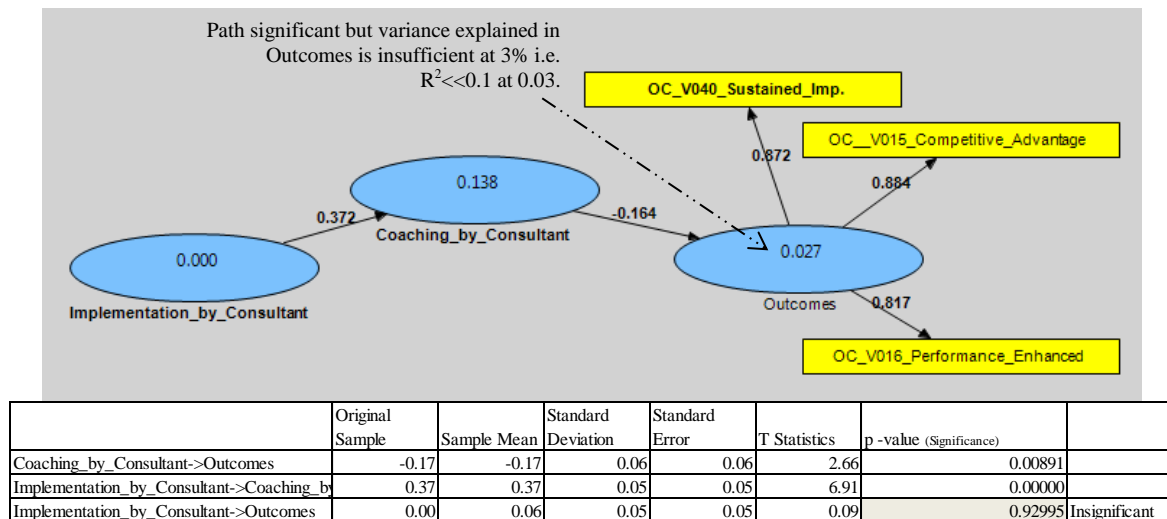 Path significant but variance explained in
Outcomes is insufficient at 3% i.e.
R²<<0.1 at 0.03.
OC_V040_Sustained_Imp.
OC__V015_Competitive_Advantage
0.872
0.884
0.138
0.372
-0.164
Coaching_by_Consultant
0.000
0.027
Implementation_by_Consultant
Outcomes
0.817
OC_V016_Performance_Enhanced
Original Sample Sample Mean Standard Deviation Standard Error T Statistics p -value (Significance)
Coaching_by_Consultant->Outcomes -0.17 -0.17 0.06 0.06 2.66 0.00891
Implementation_by_Consultant->Coaching_by 0.37 0.37 0.05 0.05 6.91 0.00000
Implementation_by_Consultant->Outcomes 0.00 0.06 0.05 0.05 0.09 0.92995 Insignificant